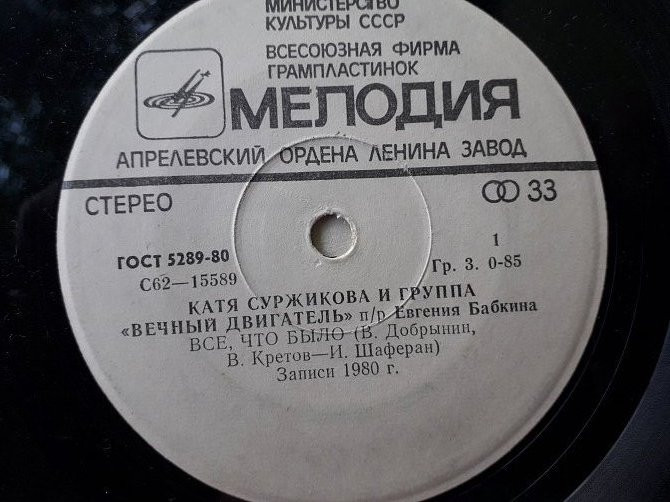 МИНИСТЕРСТВО
КУЛЬТУРЫ СССР
ВСЕСОЮЗНАЯ ФИРМА
ГРАМПЛАСТИНОК
МЕЛОДИЯ
АПРЕЛЕВСКИЙ ОРДЕНА ЛЕНИНА ЗАВОД
СТЕРЕО
33
ГОСТ 5289-80
1
С62—15589
Гр. 3. 0-85
КАТЯ СУРЖИКОВА И ГРУППА
«ВЕЧНЫЙ ДВИГАТЕЛЬ» п/р Евгения Бабкина
ВСЕ, ЧТО БЫЛО (В. Добрынин,
В. Кретов—И. Шаферан)
Записи 1980 г.